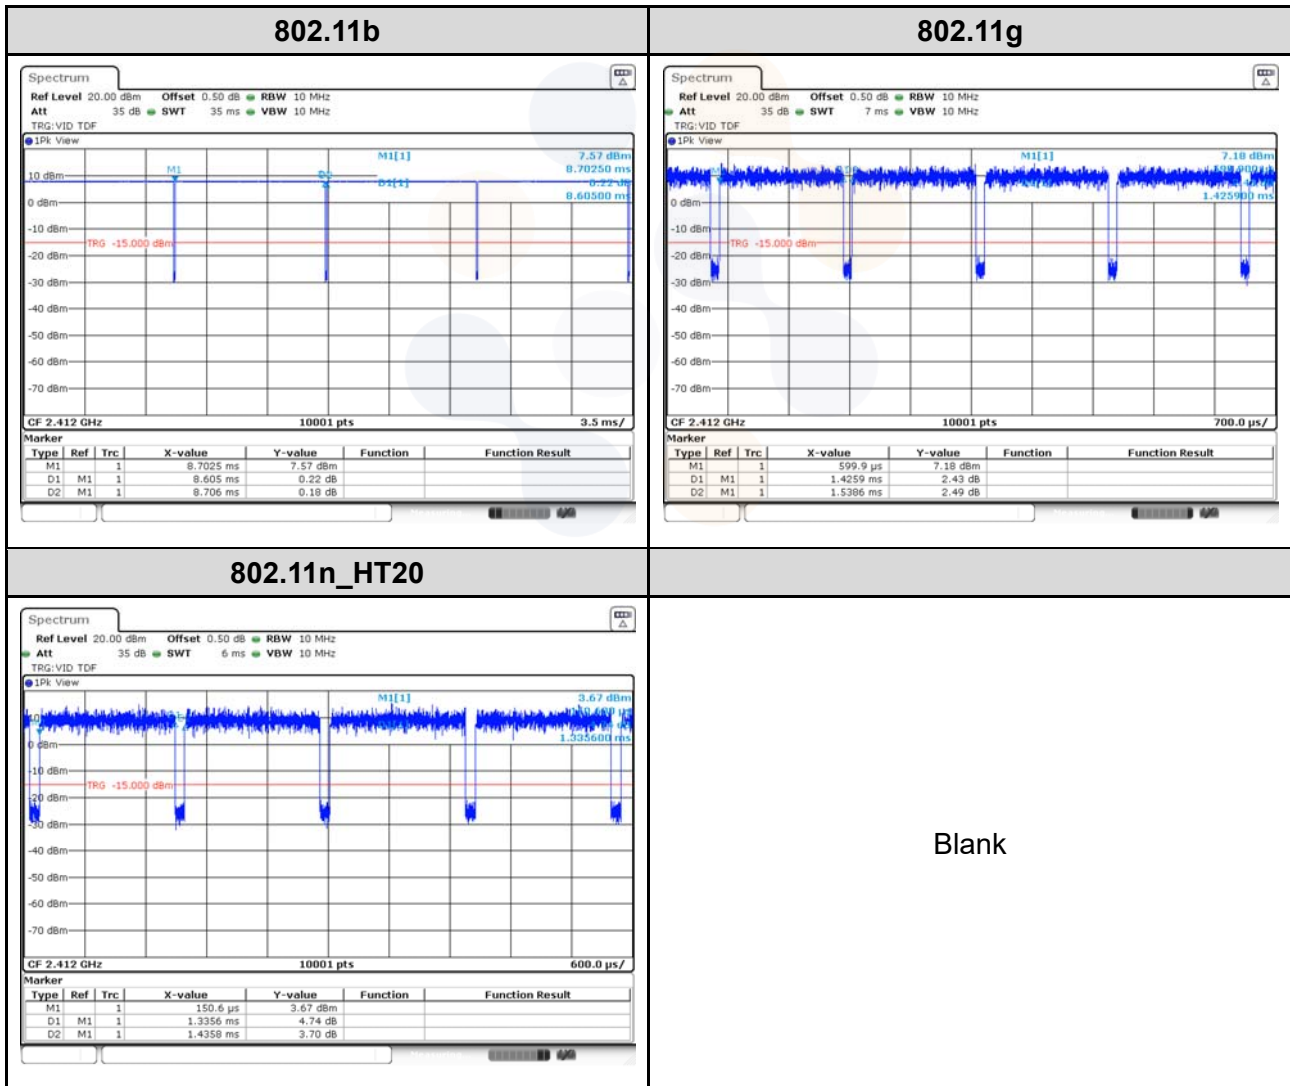 802.11b
802.11g
Spectrum
Ref Level 20.00 dBm Offset 0.50 dB RBW 10 MHz
Att 35 dB SWT 35 ms VBW 10 MHz
TRG:VID TDF
1Pk View
M1[1] 7.57 dBm
8.70250 ms
D1[1] 0.22 dB
8.60500 ms
M1
D2
10 dBm
0 dBm
-10 dBm
TRG -15.000 dBm
-20 dBm
-30 dBm
-40 dBm
-50 dBm
-60 dBm
-70 dBm
CF 2.412 GHz 10001 pts 3.5 ms/
Marker
Type Ref Trc X-value Y-value Function Function Result
M1 1 8.7025 ms 7.57 dBm
D1 M1 1 8.605 ms 0.22 dB
D2 M1 1 8.706 ms 0.18 dB
Spectrum
Ref Level 20.00 dBm Offset 0.50 dB RBW 10 MHz
Att 35 dB SWT 7 ms VBW 10 MHz
TRG:VID TDF
1Pk View
M1[1] 7.18 dBm
1.425900 ms
0 dBm
-10 dBm
TRG -15.000 dBm
-20 dBm
-30 dBm
-40 dBm
-50 dBm
-60 dBm
-70 dBm
CF 2.412 GHz 10001 pts 700.0 µs/
Marker
Type Ref Trc X-value Y-value Function Function Result
M1 1 599.9 µs 7.18 dBm
D1 M1 1 1.4259 ms 2.43 dB
D2 M1 1 1.5386 ms 2.49 dB
802.11n_HT20
Spectrum
Ref Level 20.00 dBm Offset 0.50 dB RBW 10 MHz
Att 35 dB SWT 6 ms VBW 10 MHz
TRG:VID TDF
1Pk View
M1[1] 3.67 dBm
1.335600 ms
0 dBm
-10 dBm
TRG -15.000 dBm
-20 dBm
-30 dBm
-40 dBm
-50 dBm
-60 dBm
-70 dBm
CF 2.412 GHz 10001 pts 600.0 µs/
Marker
Type Ref Trc X-value Y-value Function Function Result
M1 1 150.6 µs 3.67 dBm
D1 M1 1 1.3356 ms 4.74 dB
D2 M1 1 1.4358 ms 3.70 dB
Blank